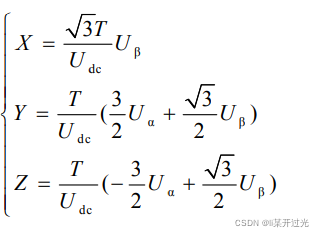 X = √3T / U_dc U_β
Y = T / U_dc (3/2 U_α + √3/2 U_β)
Z = T / U_dc (-3/2 U_α + √3/2 U_β)
CSDN @li某开过光